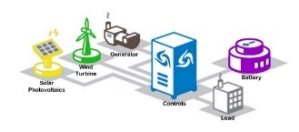 Generator
Wind
Turbine
Solar
Photovoltaics
Battery
Controls
Load